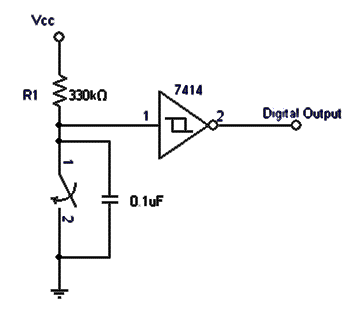 Vcc
R1 330kΩ
7414
1
2
Digital Output
1
2
0.1uF